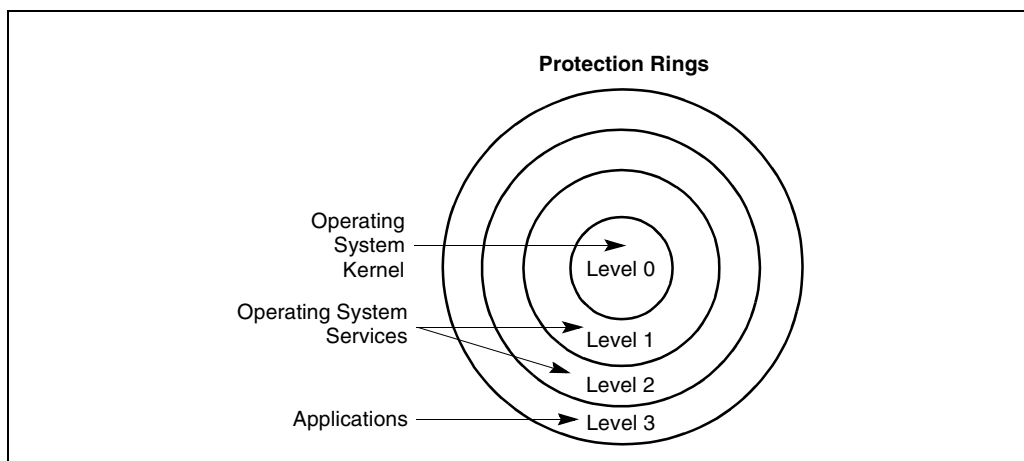 Protection Rings
Operating
System
Kernel
Level 0
Operating System
Services
Level 1
Level 2
Applications
Level 3